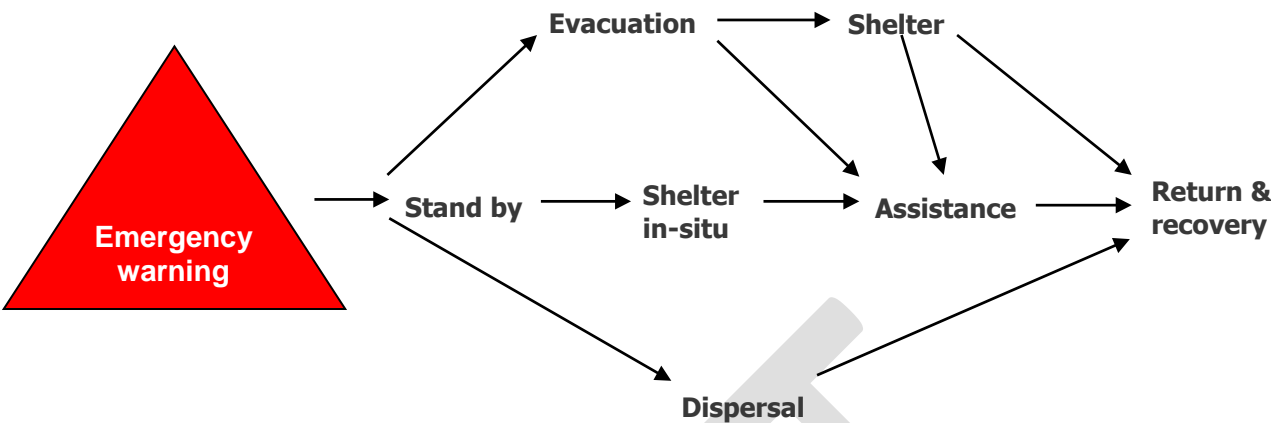 Evacuation
Shelter
Emergency
warning
Stand by
Shelter
in-situ
Assistance
Return &
recovery
Dispersal